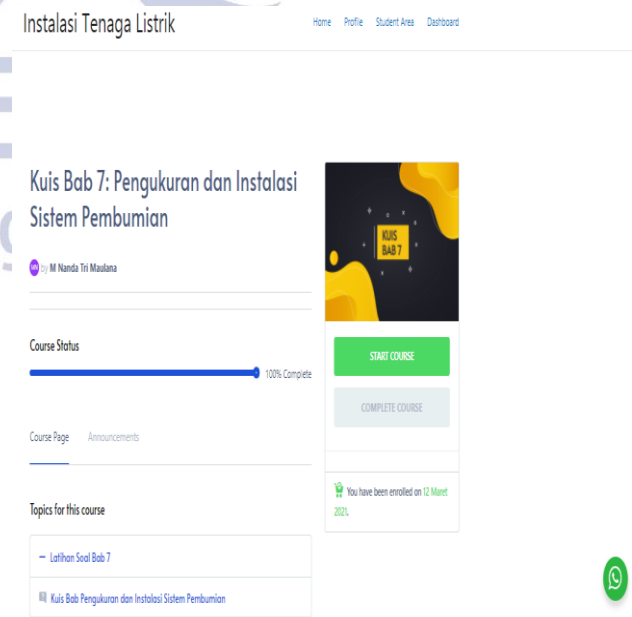 Instalasi Tenaga Listrik
Home Profile Student Area Dashboard
Kuis Bab 7: Pengukuran dan Instalasi
Sistem Pembumian
MN by M Nanda Tri Maulana
Course Status
100% Complete
Course Page Announcements
Topics for this course
Latihan Soal Bab 7
Kuis Bab Pengukuran dan Instalasi Sistem Pembumian
KUIS
BAB 7
START COURSE
COMPLETE COURSE
You have been enrolled on 12 Maret
2021.